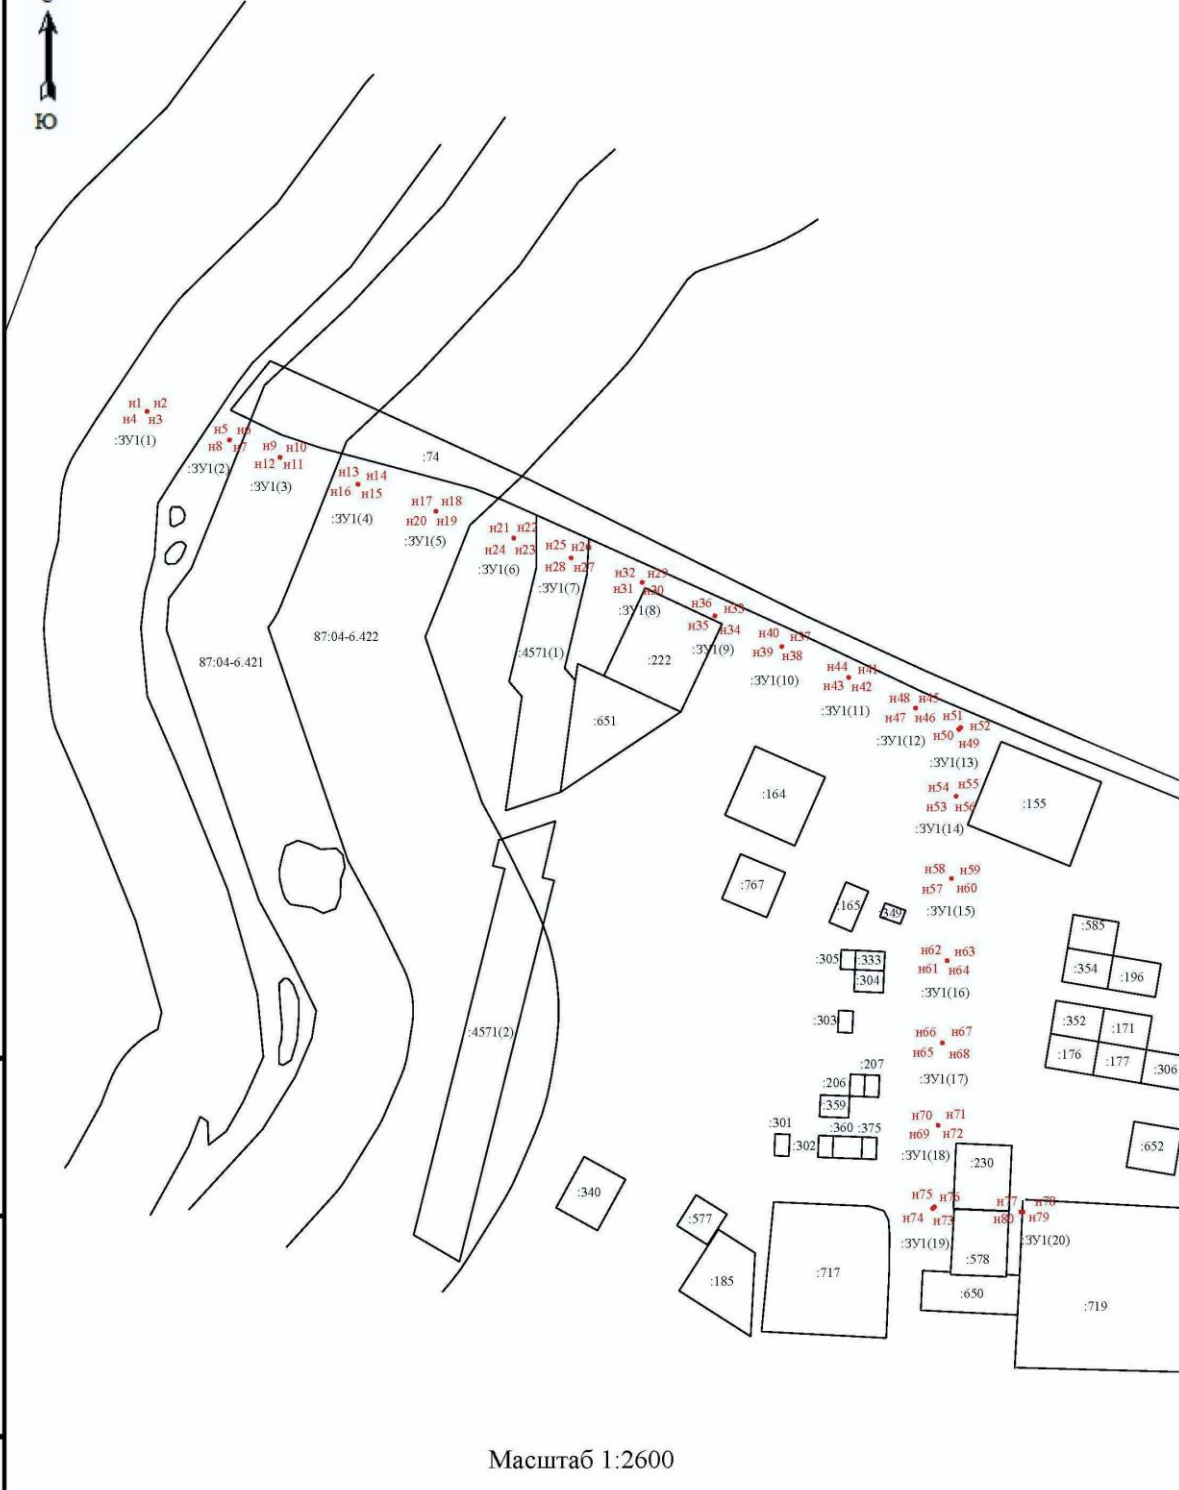 Ю
н1 н2
н4 н3
:ЗУ1(1)
н5 н6
н8 н7
:ЗУ1(2)
н9 н10
н12 н11
:ЗУ1(3)
:74
н13 н14
н16 н15
:ЗУ1(4)
н17 н18
н20 н19
:ЗУ1(5)
н21 н22
н24 н23
:ЗУ1(6)
н25 н26
н28 н27
:ЗУ1(7)
н32 н29
н31 н30
:ЗУ1(8)
н36 н33
н35 н34
:ЗУ1(9)
н40 н37
н39 н38
:ЗУ1(10)
н44 н41
н43 н42
:ЗУ1(11)
н48 н45
н47 н46
:ЗУ1(12)
н51 н52
н50 н49
:ЗУ1(13)
87:04-6.421
87:04-6.422
:4571(1)
:222
:651
н54 н55
н53 н56
:ЗУ1(14)
:164
:155
:767
н58 н59
н57 н60
:ЗУ1(15)
:165
:349
:585
:305
:333
:304
н62 н63
н61 н64
:ЗУ1(16)
:354
:196
:303
:352
:171
:4571(2)
н66 н67
н65 н68
:ЗУ1(17)
:176
:177
:306
:207
:206
:359
:301
:302
:360
:375
н70 н71
н69 н72
:ЗУ1(18)
:652
:230
:340
н75 н76
н74 н73
:ЗУ1(19)
н77 н78
н80 н79
:ЗУ1(20)
:577
:185
:717
:578
:650
:719
Масштаб 1:2600